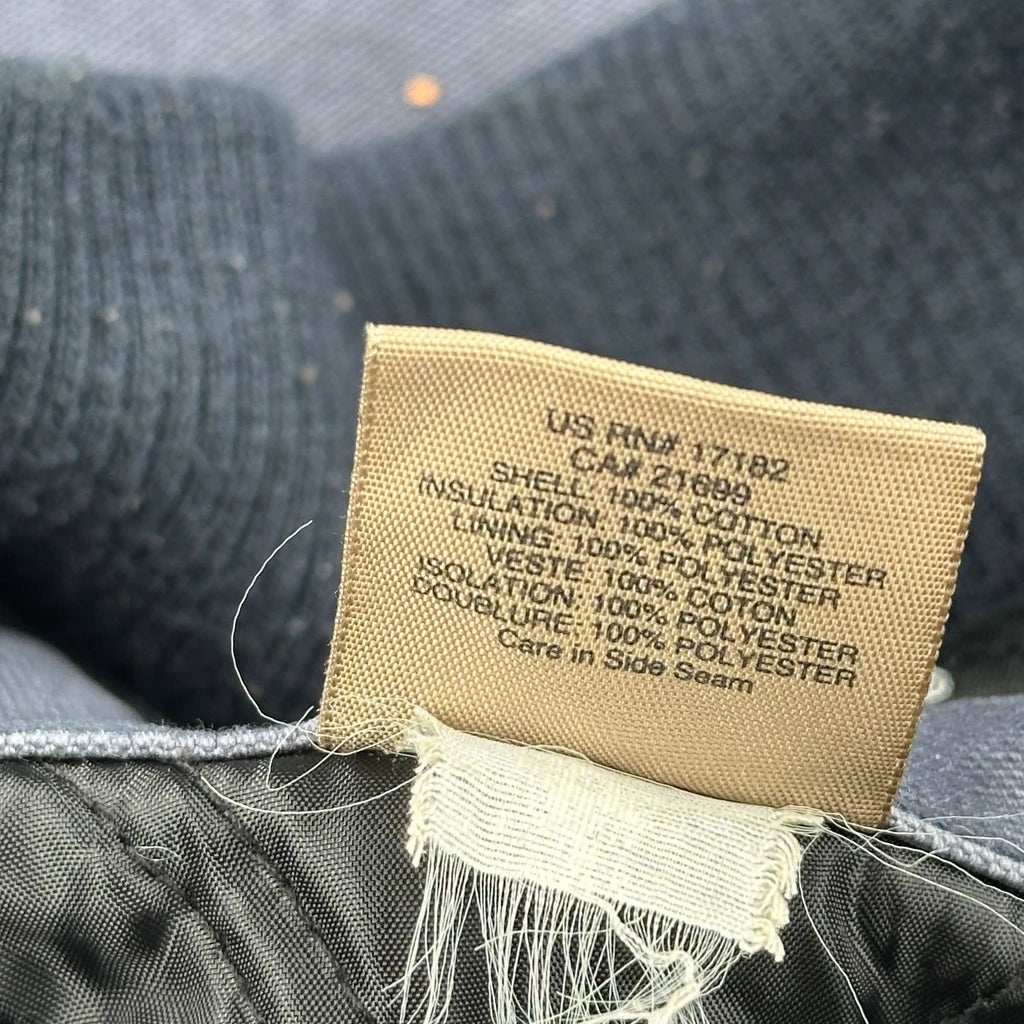 US RN# 17182
CA# 21699
SHELL: 100% COTTON
INSULATION: 100% POLYESTER
LINING: 100% POLYESTER
VESTE: 100% COTON
ISOLATION: 100% POLYESTER
DOUBLURE: 100% POLYESTER
Care in Side Seam